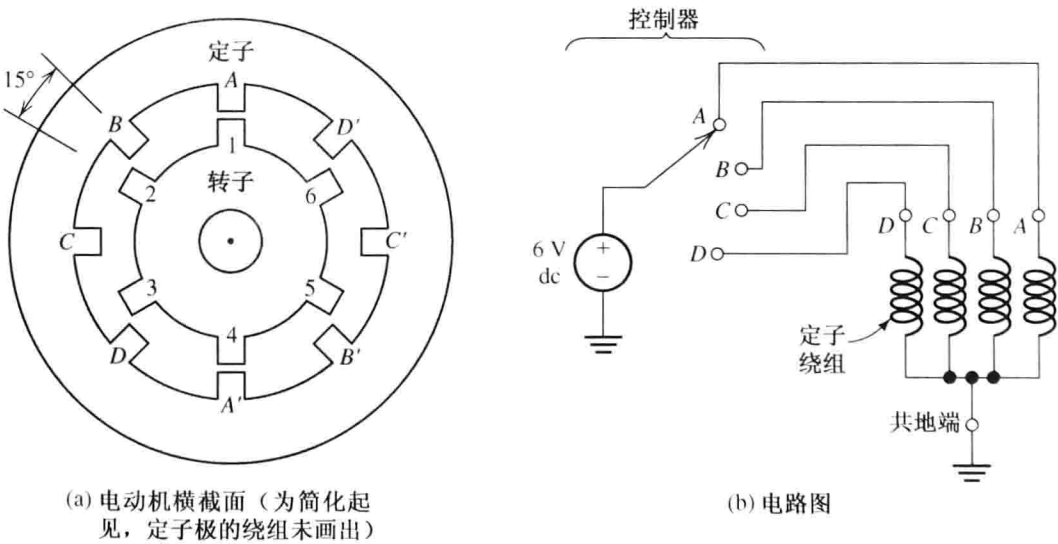 控制器
定子
15°
A
B
D'
1
2
转子
6
C
C'
3
5
4
D
B'
A'
A
B
C
D
6 V
dc
+
−
D
C
B
A
定子
绕组
共地端
(a) 电动机横截面（为简化起
见，定子极的绕组未画出）
(b) 电路图